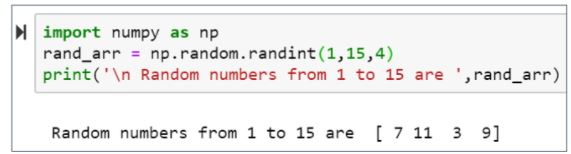 import numpy as np
rand_arr = np.random.randint(1,15,4)
print('\n Random numbers from 1 to 15 are ',rand_arr)
Random numbers from 1 to 15 are  [ 7 11  3  9]